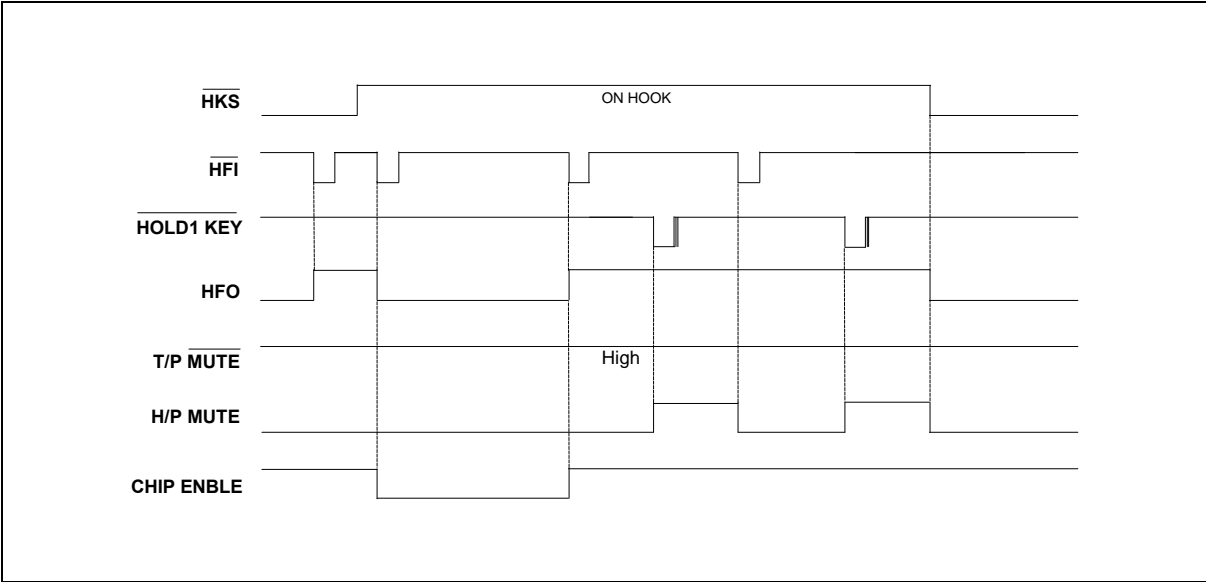 HKS
ON HOOK
HFI
HOLD1 KEY
HFO
T/P MUTE
High
H/P MUTE
CHIP ENBLE